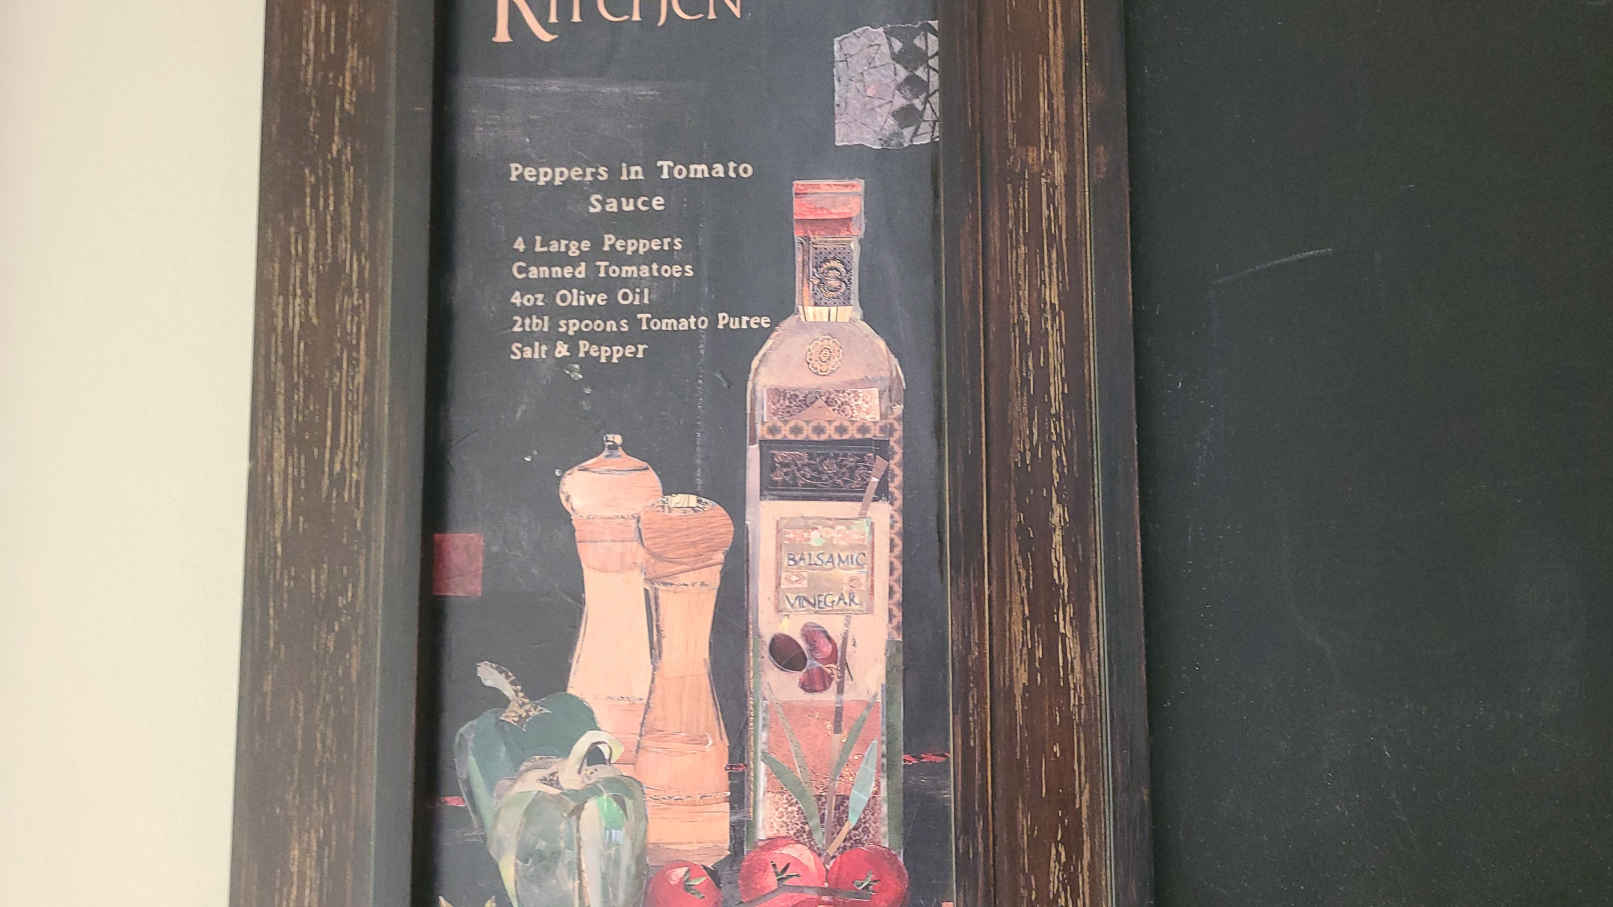 KITCHEN
Peppers in Tomato
Sauce
4 Large Peppers
Canned Tomatoes
4oz Olive Oil
2tbl spoons Tomato Puree
Salt & Pepper
BALSAMIC
VINEGAR